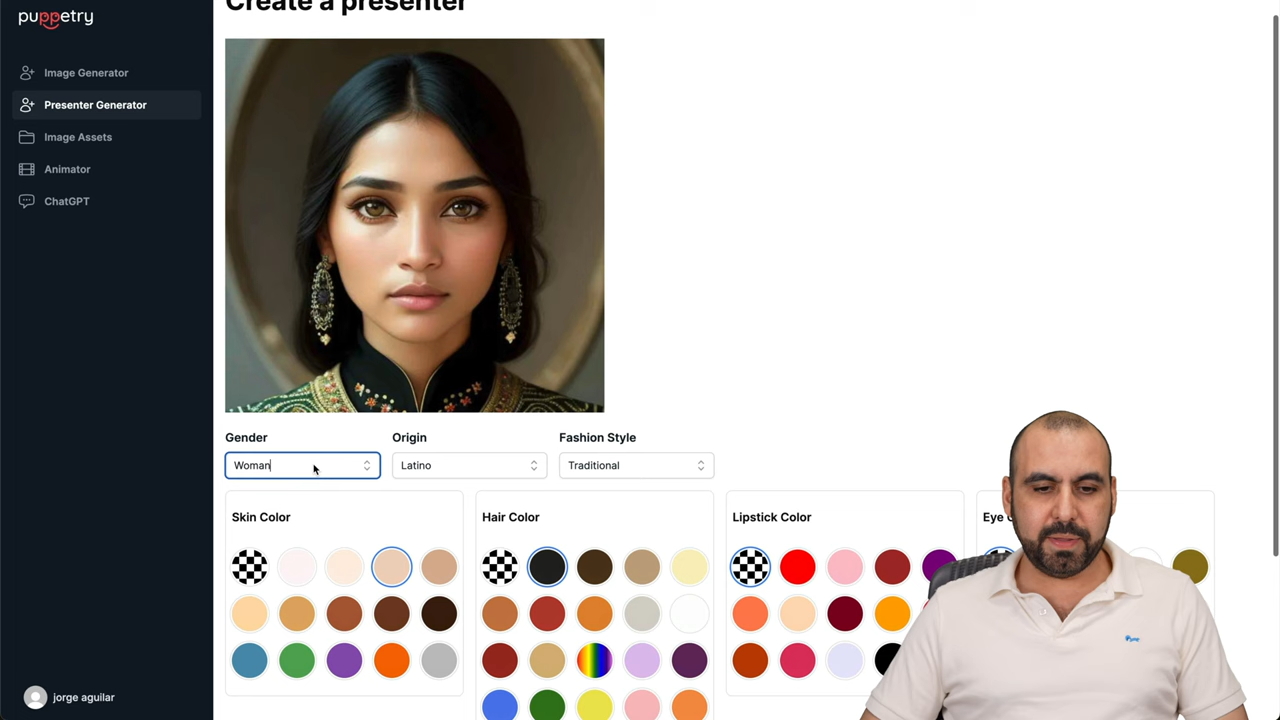 Create a presenter
puppetry
Image Generator
Presenter Generator
Image Assets
Animator
ChatGPT
Gender
Origin
Fashion Style
Woman
Latino
Traditional
Skin Color
Hair Color
Lipstick Color
Eye
jorge aguilar